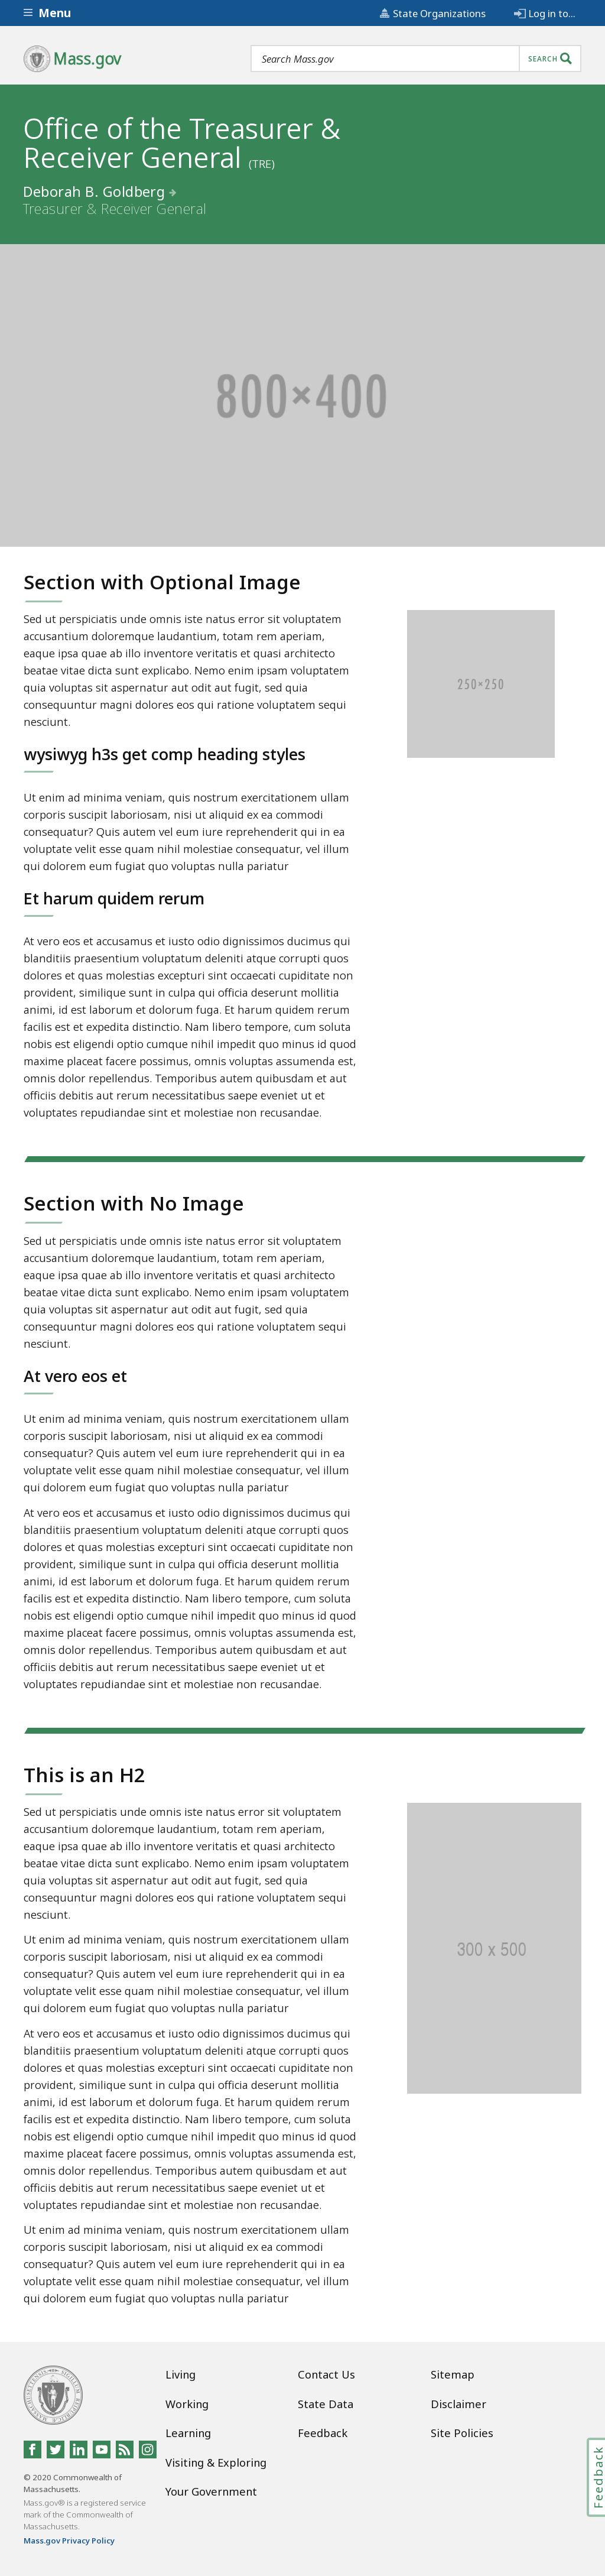 Menu
State Organizations
Log in to...
Mass.gov
Search Mass.gov
SEARCH
Office of the Treasurer &
Receiver General (TRE)
Deborah B. Goldberg
Treasurer & Receiver General
800×400
Section with Optional Image
Sed ut perspiciatis unde omnis iste natus error sit voluptatem
accusantium doloremque laudantium, totam rem aperiam,
eaque ipsa quae ab illo inventore veritatis et quasi architecto
beatae vitae dicta sunt explicabo. Nemo enim ipsam voluptatem
quia voluptas sit aspernatur aut odit aut fugit, sed quia
consequuntur magni dolores eos qui ratione voluptatem sequi
nesciunt.
250×250
wysiwyg h3s get comp heading styles
Ut enim ad minima veniam, quis nostrum exercitationem ullam
corporis suscipit laboriosam, nisi ut aliquid ex ea commodi
consequatur? Quis autem vel eum iure reprehenderit qui in ea
voluptate velit esse quam nihil molestiae consequatur, vel illum
qui dolorem eum fugiat quo voluptas nulla pariatur
Et harum quidem rerum
At vero eos et accusamus et iusto odio dignissimos ducimus qui
blanditiis praesentium voluptatum deleniti atque corrupti quos
dolores et quas molestias excepturi sint occaecati cupiditate non
provident, similique sunt in culpa qui officia deserunt mollitia
animi, id est laborum et dolorum fuga. Et harum quidem rerum
facilis est et expedita distinctio. Nam libero tempore, cum soluta
nobis est eligendi optio cumque nihil impedit quo minus id quod
maxime placeat facere possimus, omnis voluptas assumenda est,
omnis dolor repellendus. Temporibus autem quibusdam et aut
officiis debitis aut rerum necessitatibus saepe eveniet ut et
voluptates repudiandae sint et molestiae non recusandae.
Section with No Image
Sed ut perspiciatis unde omnis iste natus error sit voluptatem
accusantium doloremque laudantium, totam rem aperiam,
eaque ipsa quae ab illo inventore veritatis et quasi architecto
beatae vitae dicta sunt explicabo. Nemo enim ipsam voluptatem
quia voluptas sit aspernatur aut odit aut fugit, sed quia
consequuntur magni dolores eos qui ratione voluptatem sequi
nesciunt.
At vero eos et
Ut enim ad minima veniam, quis nostrum exercitationem ullam
corporis suscipit laboriosam, nisi ut aliquid ex ea commodi
consequatur? Quis autem vel eum iure reprehenderit qui in ea
voluptate velit esse quam nihil molestiae consequatur, vel illum
qui dolorem eum fugiat quo voluptas nulla pariatur
At vero eos et accusamus et iusto odio dignissimos ducimus qui
blanditiis praesentium voluptatum deleniti atque corrupti quos
dolores et quas molestias excepturi sint occaecati cupiditate non
provident, similique sunt in culpa qui officia deserunt mollitia
animi, id est laborum et dolorum fuga. Et harum quidem rerum
facilis est et expedita distinctio. Nam libero tempore, cum soluta
nobis est eligendi optio cumque nihil impedit quo minus id quod
maxime placeat facere possimus, omnis voluptas assumenda est,
omnis dolor repellendus. Temporibus autem quibusdam et aut
officiis debitis aut rerum necessitatibus saepe eveniet ut et
voluptates repudiandae sint et molestiae non recusandae.
This is an H2
Sed ut perspiciatis unde omnis iste natus error sit voluptatem
accusantium doloremque laudantium, totam rem aperiam,
eaque ipsa quae ab illo inventore veritatis et quasi architecto
beatae vitae dicta sunt explicabo. Nemo enim ipsam voluptatem
quia voluptas sit aspernatur aut odit aut fugit, sed quia
consequuntur magni dolores eos qui ratione voluptatem sequi
nesciunt.
300 x 500
Ut enim ad minima veniam, quis nostrum exercitationem ullam
corporis suscipit laboriosam, nisi ut aliquid ex ea commodi
consequatur? Quis autem vel eum iure reprehenderit qui in ea
voluptate velit esse quam nihil molestiae consequatur, vel illum
qui dolorem eum fugiat quo voluptas nulla pariatur
At vero eos et accusamus et iusto odio dignissimos ducimus qui
blanditiis praesentium voluptatum deleniti atque corrupti quos
dolores et quas molestias excepturi sint occaecati cupiditate non
provident, similique sunt in culpa qui officia deserunt mollitia
animi, id est laborum et dolorum fuga. Et harum quidem rerum
facilis est et expedita distinctio. Nam libero tempore, cum soluta
nobis est eligendi optio cumque nihil impedit quo minus id quod
maxime placeat facere possimus, omnis voluptas assumenda est,
omnis dolor repellendus. Temporibus autem quibusdam et aut
officiis debitis aut rerum necessitatibus saepe eveniet ut et
voluptates repudiandae sint et molestiae non recusandae.
Ut enim ad minima veniam, quis nostrum exercitationem ullam
corporis suscipit laboriosam, nisi ut aliquid ex ea commodi
consequatur? Quis autem vel eum iure reprehenderit qui in ea
voluptate velit esse quam nihil molestiae consequatur, vel illum
qui dolorem eum fugiat quo voluptas nulla pariatur
Living
Working
Learning
Visiting & Exploring
Your Government
Contact Us
State Data
Feedback
Sitemap
Disclaimer
Site Policies
© 2020 Commonwealth of
Massachusetts.
Mass.gov® is a registered service
mark of the Commonwealth of
Massachusetts.
Mass.gov Privacy Policy
Feedback